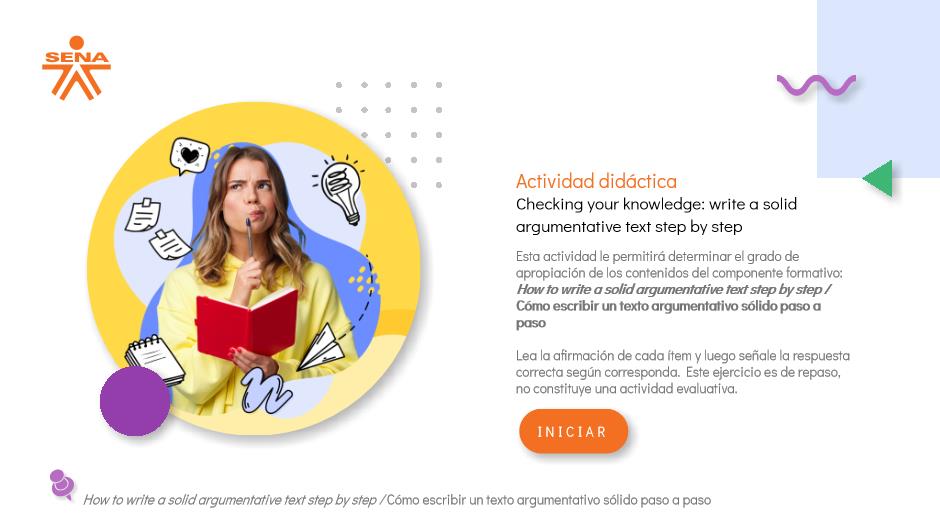 SENA
Actividad didáctica
Checking your knowledge: write a solid
argumentative text step by step
Esta actividad le permitirá determinar el grado de
apropiación de los contenidos del componente formativo:
How to write a solid argumentative text step by step /
Cómo escribir un texto argumentativo sólido paso a
paso
Lea la afirmación de cada ítem y luego señale la respuesta
correcta según corresponda. Este ejercicio es de repaso,
no constituye una actividad evaluativa.
INICIAR
How to write a solid argumentative text step by step / Cómo escribir un texto argumentativo sólido paso a paso